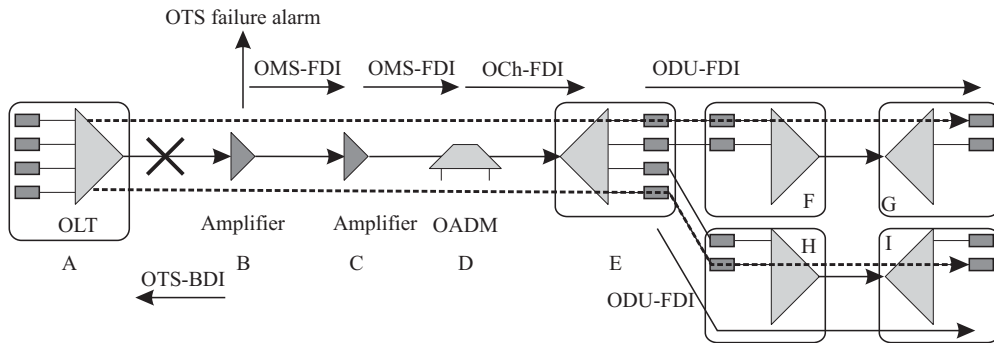 OTS failure alarm
OMS-FDI
OMS-FDI
OCh-FDI
ODU-FDI
OLT
Amplifier
Amplifier
OADM
F
G
H
I
A
B
C
D
E
OTS-BDI
ODU-FDI